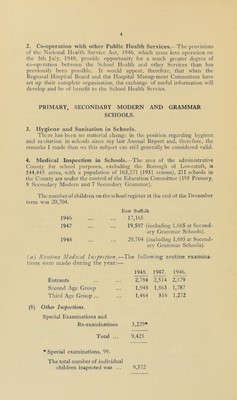 4
2. Co-operation with other Public Health Services.—The provisions
of the National Health Service Act, 1946, which came into operation on
the 5th July, 1948, provide opportunity for a much greater degree of
co-operation between the School Health and other Services than has
previously been possible. It would appear, therefore, that when the
Regional Hospital Board and the Hospital Management Committees have
set up their complete organisation, the exchange of useful information will
develop and be of benefit to the School Health Service.
PRIMARY, SECONDARY MODERN AND GRAMMAR
SCHOOLS.
3. Hygiene and Sanitation in Schools.
There has been no material change in the position regarding hygiene
and sanitation in schools since my last Annual Report and, therefore, the
remarks I made then on this subject can still generally be considered valid.
4. Medical Inspection in Schools.—The area of the administrative
County for school purposes, excluding the Borough of Lowestoft, is
544,445 acres, with a population of 163,371 (1931 census), 211 schools in
the County are under the control of the Education Committee (195 Primary,
9 Secondary Modern and 7 Secondary Grammar).
The number of children on the school register at the end of the December
term was 20,704.
East Suffolk
1946 ... ... 17,165
1947 ... ... 19,597 (including 1,665 at Second-
ary Grammar Schools).
1948 ... ... 20,704 (including 1,693 at Second-
ary Grammar Schools).
(a) Routine Medical Inspection.—The following routine examina-
tions were made during the year:—
1948. 1947. 1946.
Entrants ... ... 2,784 2,514 2,179
Second Age Group ... 1,948 1,663 1,787
Third Age Group ... ... 1,464 816 1,272
(b) Other Inspections.
Special Examinations and
Re-examinations 3,229*
Total ... 9,425
* Special examinations, 99.
The total number of individual
children inspected was ... 9,372